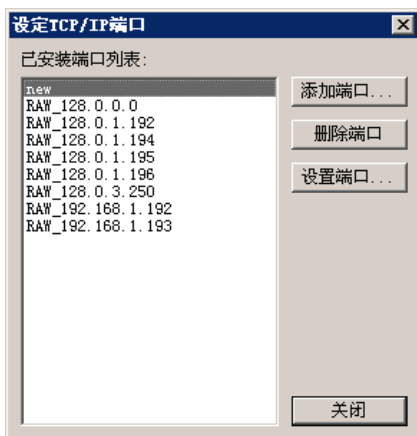 设定TCP/IP端口
已安装端口列表:
new
RAW_128.0.0.0
RAW_128.0.1.192
RAW_128.0.1.194
RAW_128.0.1.195
RAW_128.0.1.196
RAW_128.0.3.250
RAW_192.168.1.192
RAW_192.168.1.193
添加端口...
删除端口
设置端口...
关闭